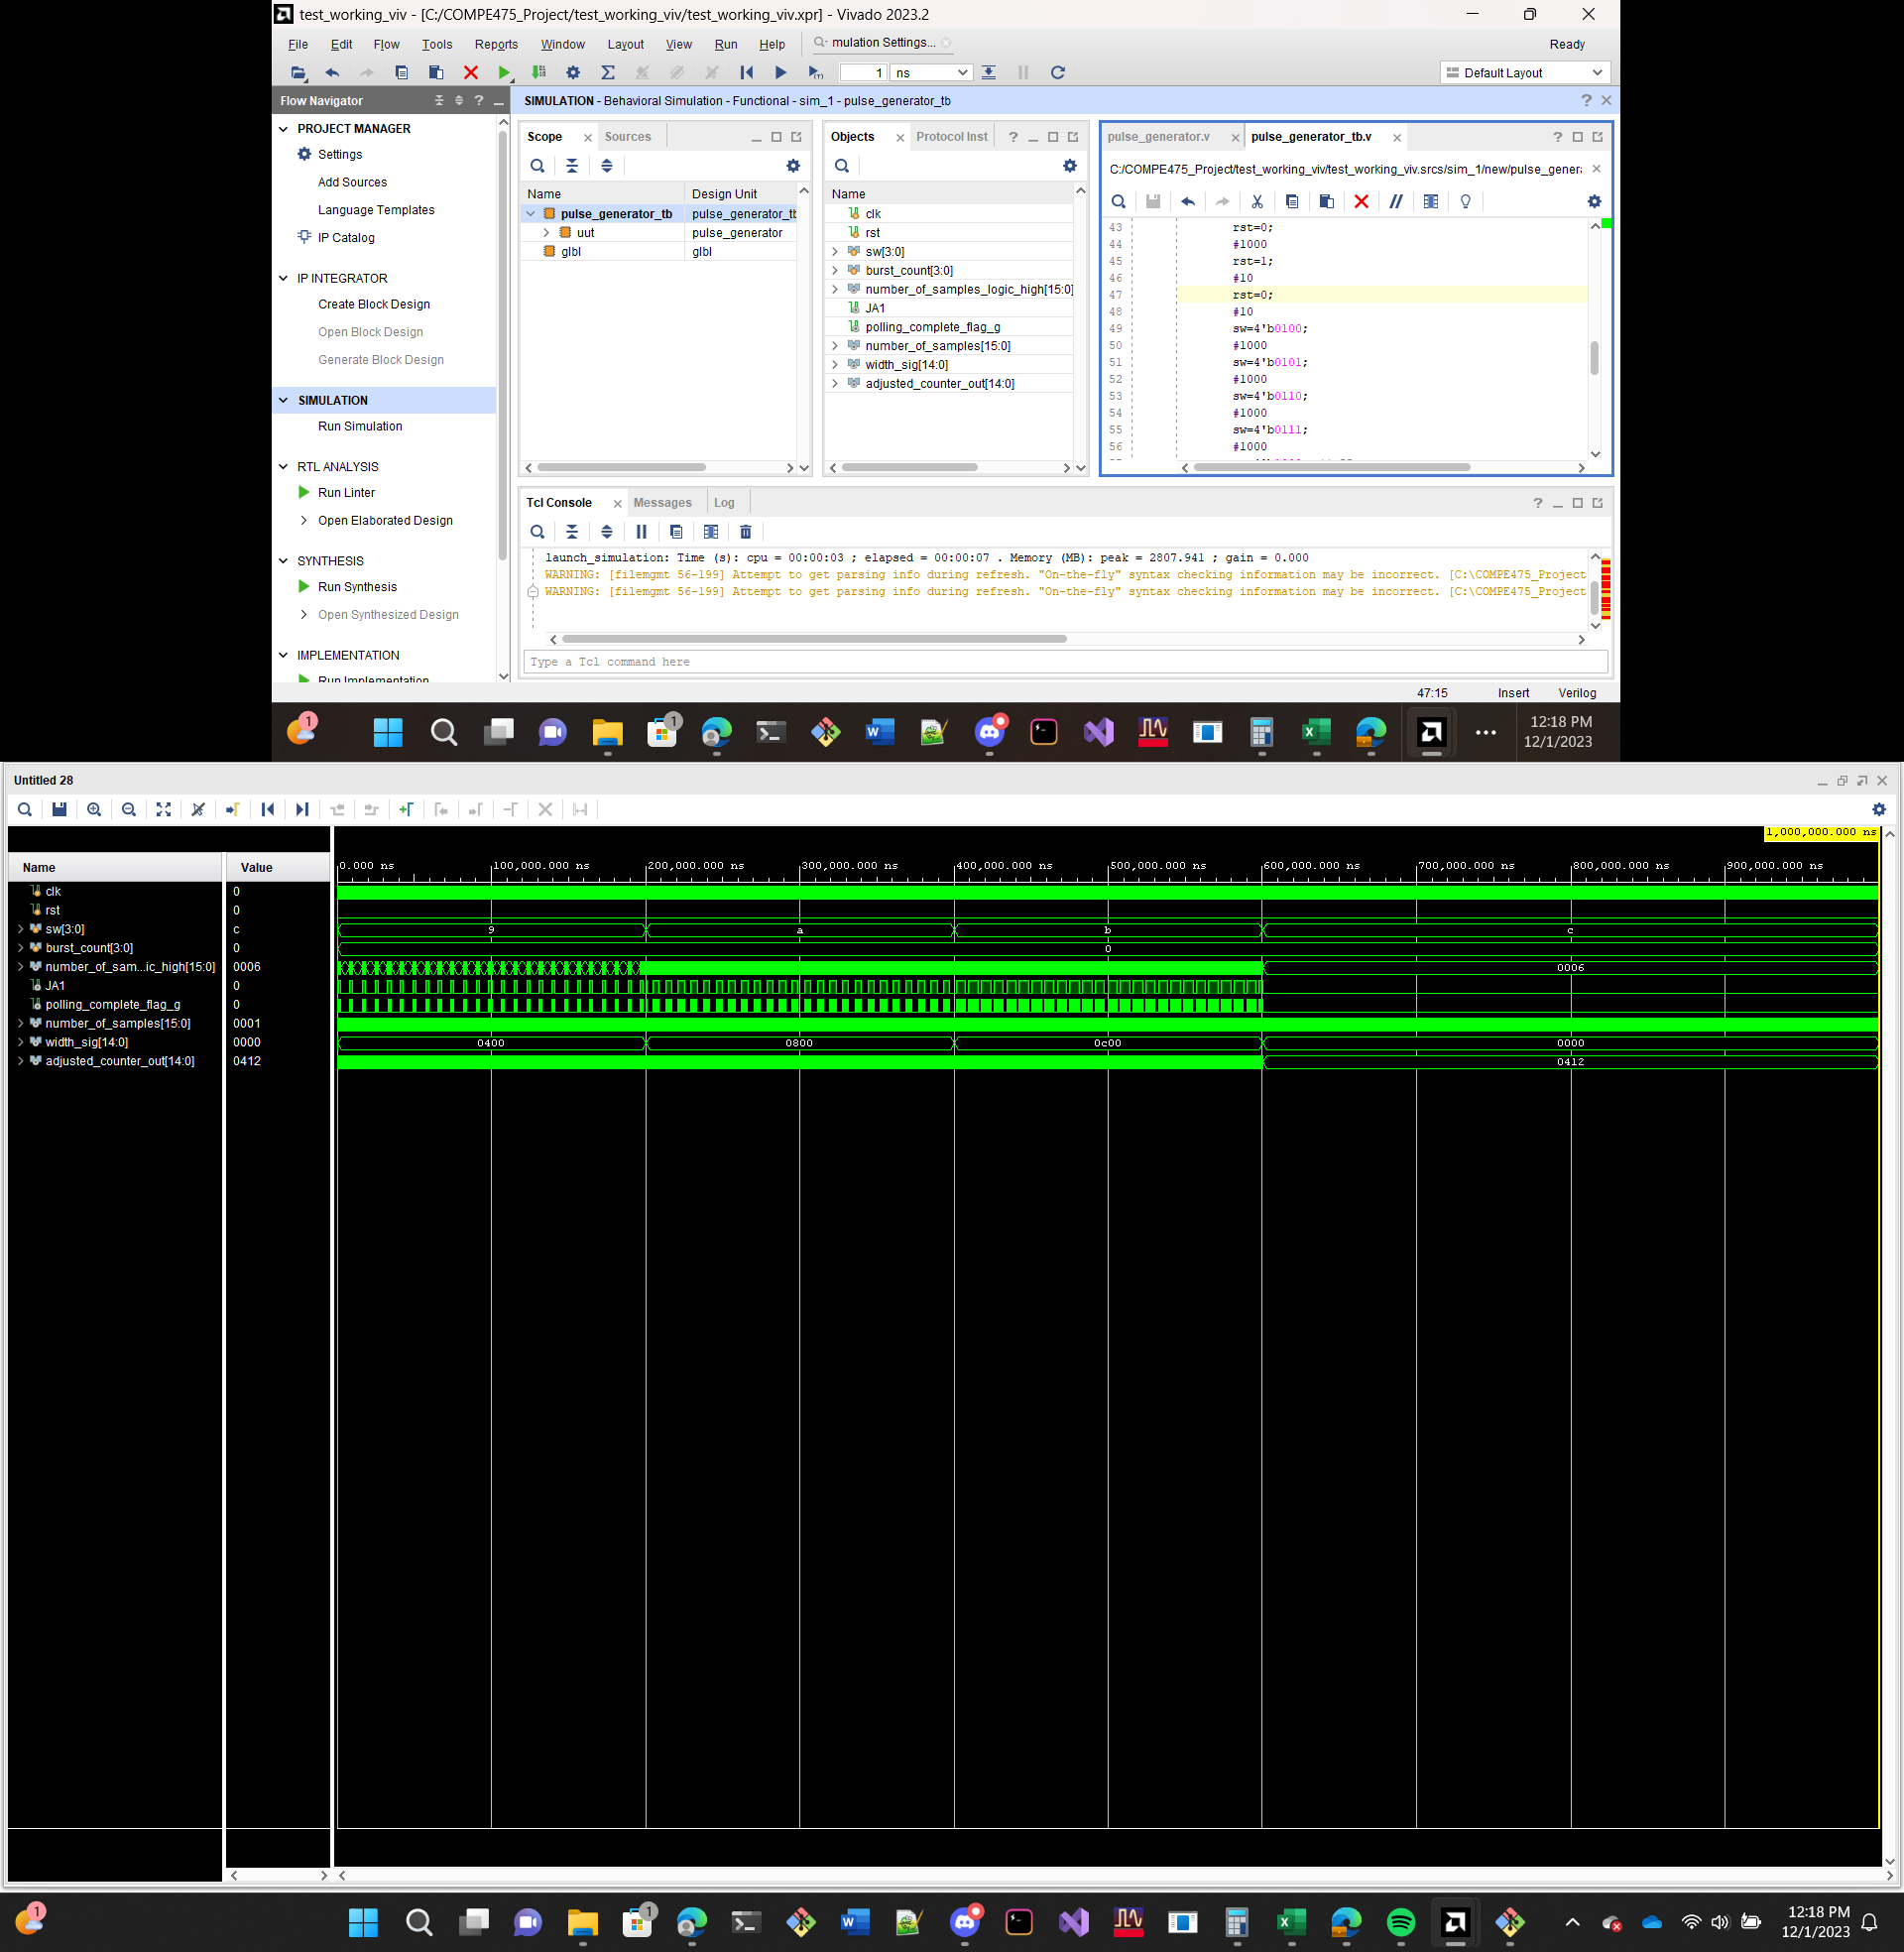 test_working_viv - [C:/COMPE475_Project/test_working_viv/test_working_viv.xpr] - Vivado 2023.2
File Edit Flow Tools Reports Window Layout View Run Help mulation Settings... Ready
1 ns Default Layout
Flow Navigator
SIMULATION - Behavioral Simulation - Functional - sim_1 - pulse_generator_tb
PROJECT MANAGER
Settings
Add Sources
Language Templates
IP Catalog
IP INTEGRATOR
Create Block Design
Open Block Design
Generate Block Design
SIMULATION
Run Simulation
RTL ANALYSIS
Run Linter
Open Elaborated Design
SYNTHESIS
Run Synthesis
Open Synthesized Design
IMPLEMENTATION
Run Implementation
Scope Sources
Name Design Unit
pulse_generator_tb pulse_generator_tb
uut pulse_generator
glbl glbl
Objects Protocol Inst
Name
clk
rst
sw[3:0]
burst_count[3:0]
number_of_samples_logic_high[15:0]
JA1
polling_complete_flag_g
number_of_samples[15:0]
width_sig[14:0]
adjusted_counter_out[14:0]
pulse_generator.v pulse_generator_tb.v
C:/COMPE475_Project/test_working_viv/test_working_viv.srcs/sim_1/new/pulse_genera
43 rst=0;
44 #1000
45 rst=1;
46 #10
47 rst=0;
48 #10
49 sw=4'b0100;
50 #1000
51 sw=4'b0101;
52 #1000
53 sw=4'b0110;
54 #1000
55 sw=4'b0111;
56 #1000
Tcl Console Messages Log
launch_simulation: Time (s): cpu = 00:00:03 ; elapsed = 00:00:07 . Memory (MB): peak = 2807.941 ; gain = 0.000
WARNING: [filemgmt 56-199] Attempt to get parsing info during refresh. "On-the-fly" syntax checking information may be incorrect. [C:\COMPE475_Project
WARNING: [filemgmt 56-199] Attempt to get parsing info during refresh. "On-the-fly" syntax checking information may be incorrect. [C:\COMPE475_Project
Type a Tcl command here
47:15 Insert Verilog
1 1 12:18 PM
12/1/2023
Untitled 28
1,000,000.000 ns
Name Value 0.000 ns 100,000.000 ns 200,000.000 ns 300,000.000 ns 400,000.000 ns 500,000.000 ns 600,000.000 ns 700,000.000 ns 800,000.000 ns 900,000.000 ns
clk 0
rst 0
sw[3:0] c 9 a b c
burst_count[3:0] 0 0
number_of_sam...ic_high[15:0] 0006 0006
JA1 0
polling_complete_flag_g 0
number_of_samples[15:0] 0001
width_sig[14:0] 0000 0400 0800 0c00 0000
adjusted_counter_out[14:0] 0412 0412
1 1 12:18 PM
12/1/2023